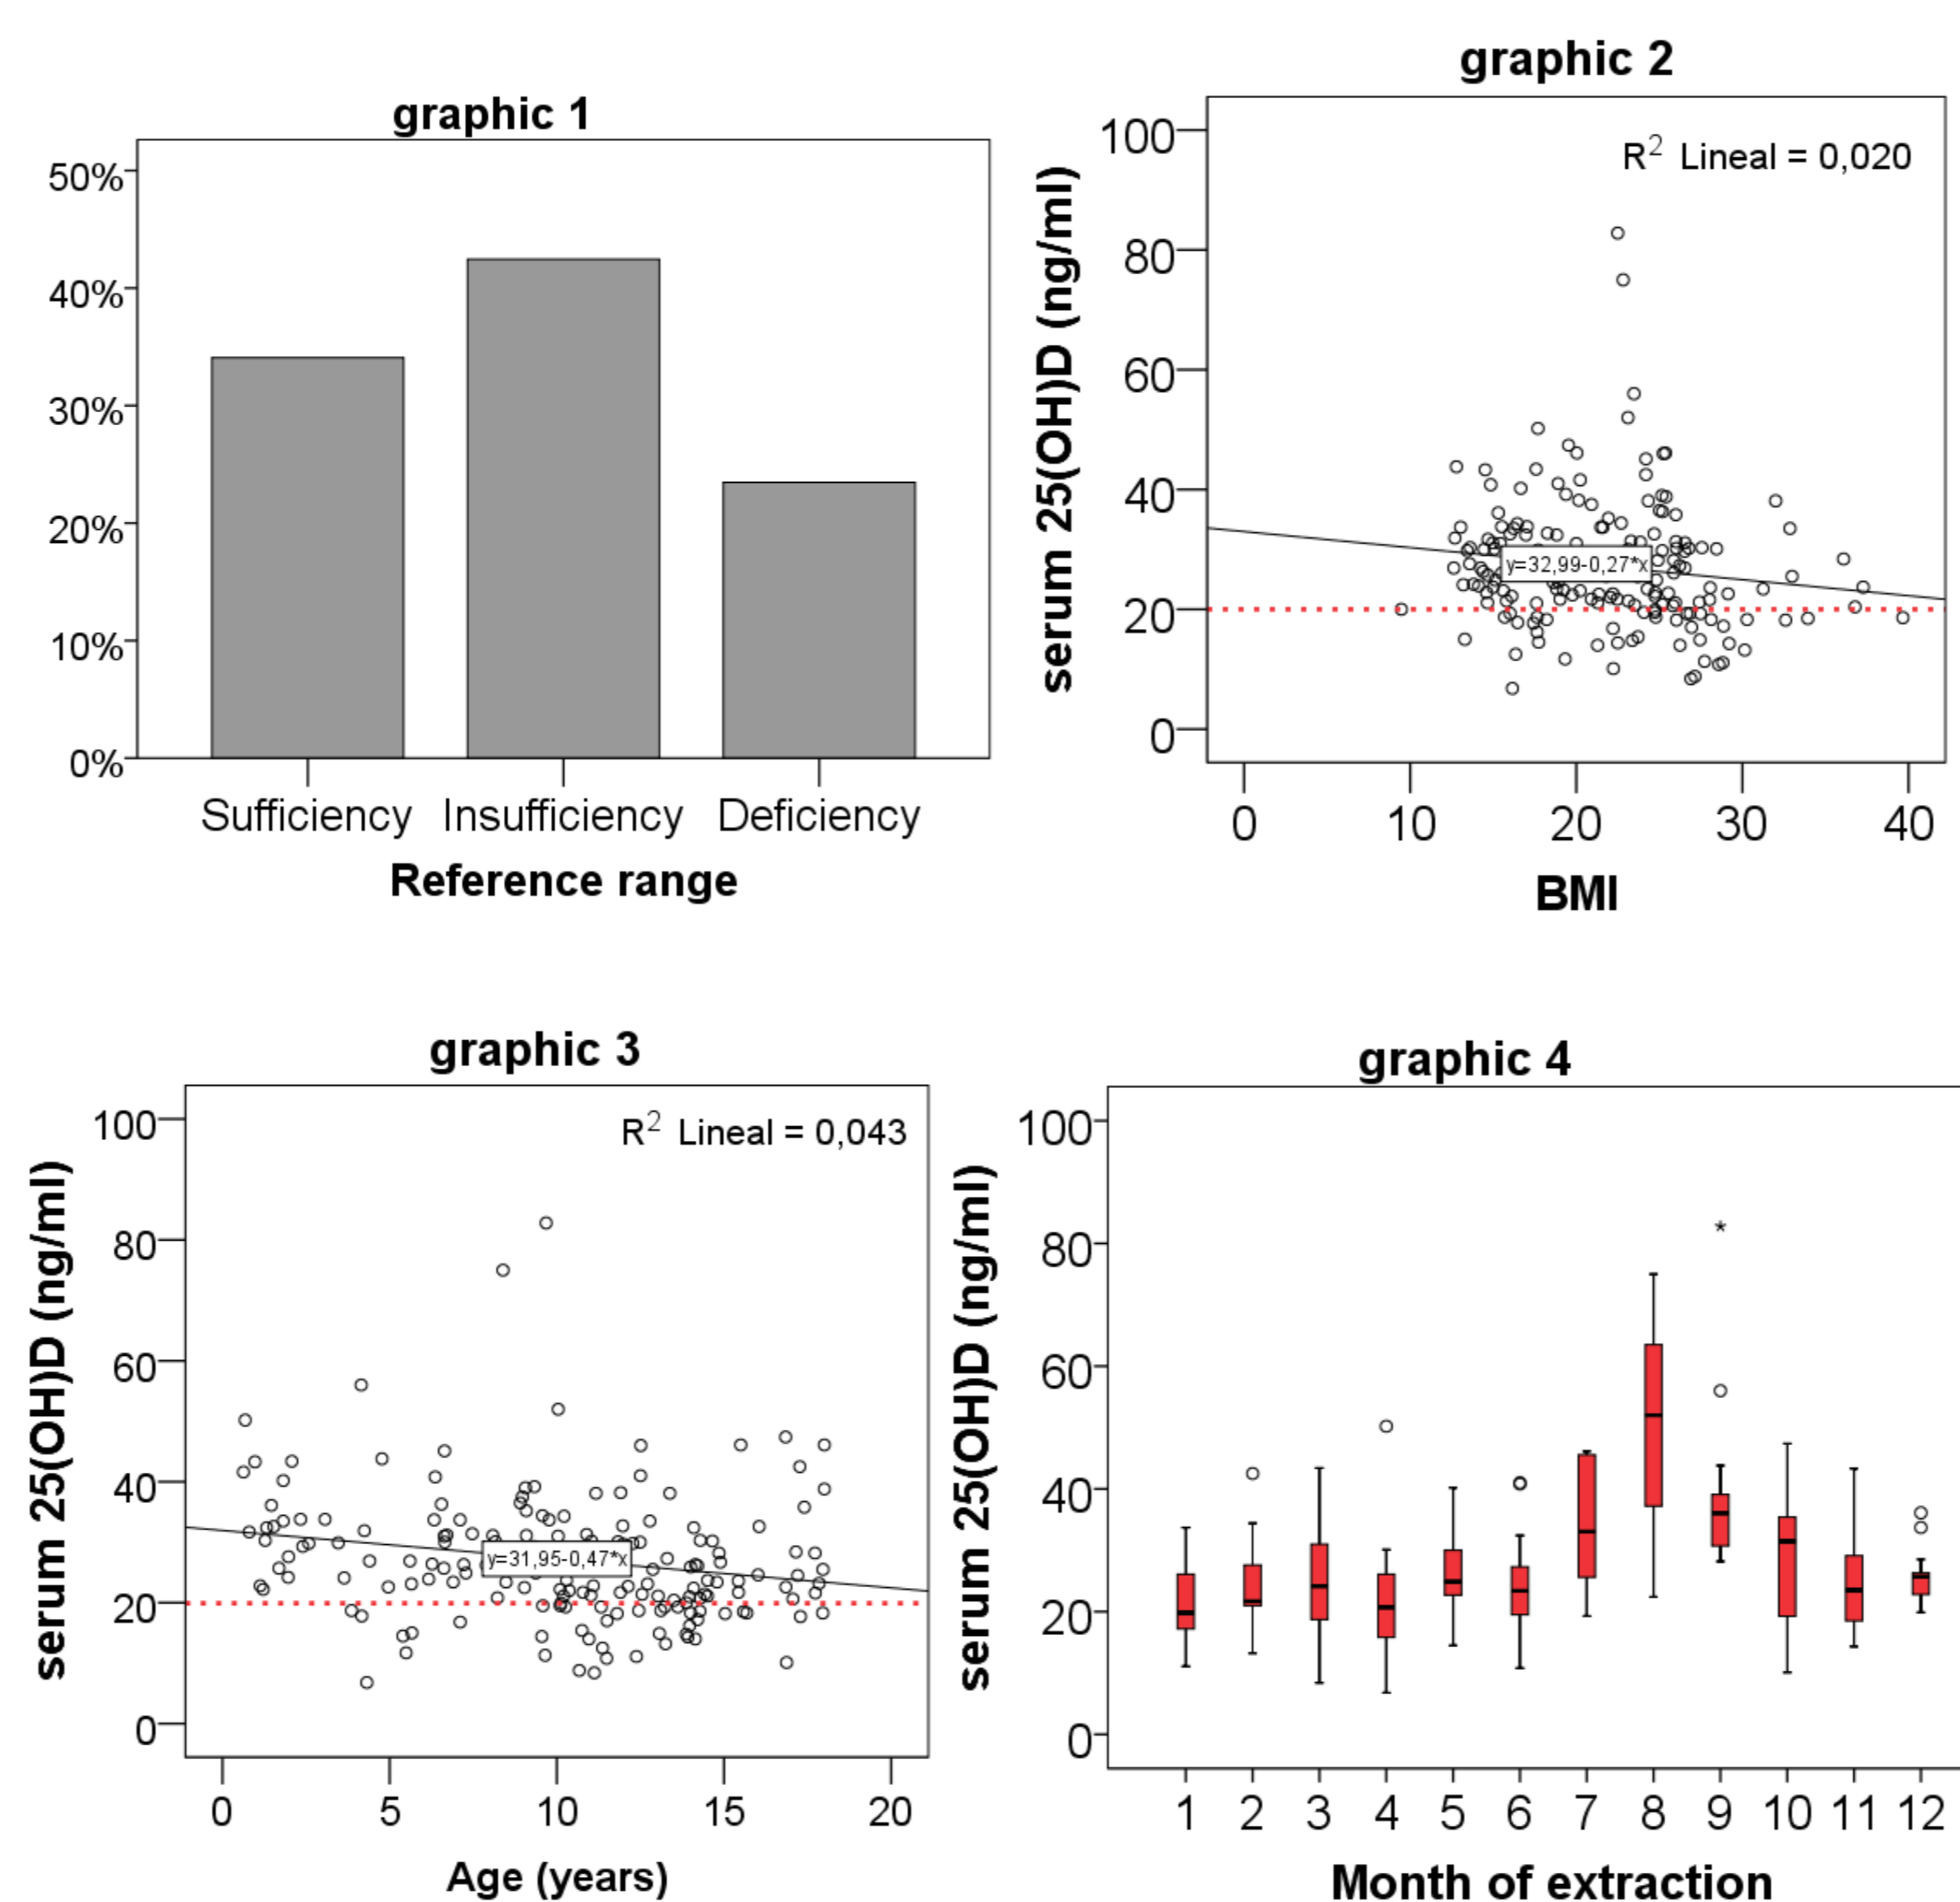 graphic 1
50%
40%
30%
20%
10%
0%
Sufficiency Insufficiency Deficiency
Reference range
graphic 2
R² Lineal = 0,020
serum 25(OH)D (ng/ml)
100
80
60
40
20
0
y=32,99-0,27*x
0 10 20 30 40
BMI
graphic 3
R² Lineal = 0,043
serum 25(OH)D (ng/ml)
100
80
60
40
20
0
y=31,95-0,47*x
0 5 10 15 20
Age (years)
graphic 4
serum 25(OH)D (ng/ml)
100
80
60
40
20
0
*
1 2 3 4 5 6 7 8 9 10 11 12
Month of extraction